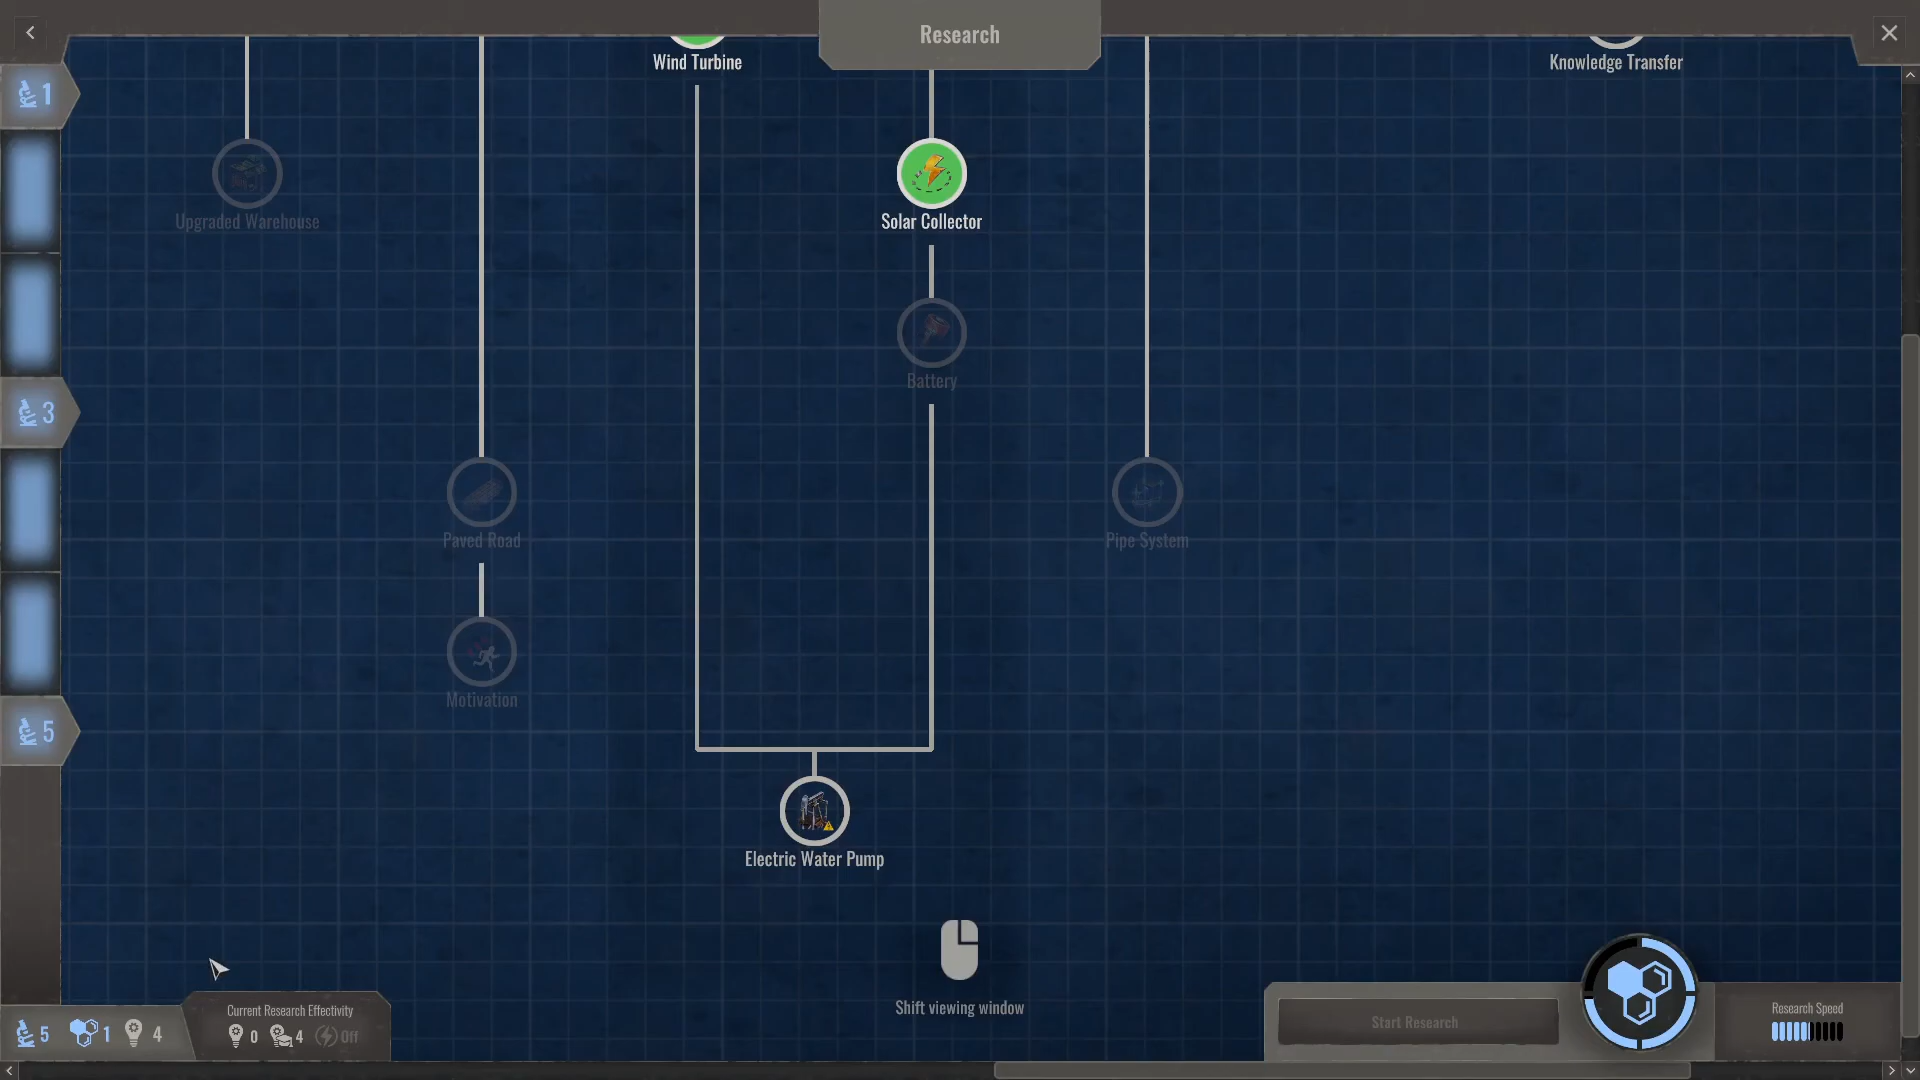 Research
Wind Turbine
Knowledge Transfer
1
Solar Collector
Upgraded Warehouse
Battery
3
Paved Road
Pipe System
Motivation
5
Electric Water Pump
Shift viewing window
Current Research Effectivity
5 1 4
0 4 Off
Start Research
Research Speed